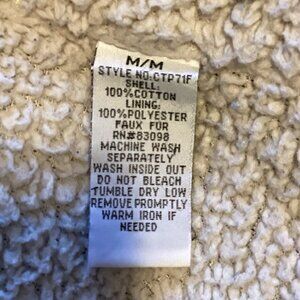 M/M
STYLE NO.CTP71F
SHELL:
100%COTTON
LINING:
100%POLYESTER
FAUX FUR
RN#83098
MACHINE WASH
SEPARATELY
WASH INSIDE OUT
DO NOT BLEACH
TUMBLE DRY LOW
REMOVE PROMPTLY
WARM IRON IF
NEEDED